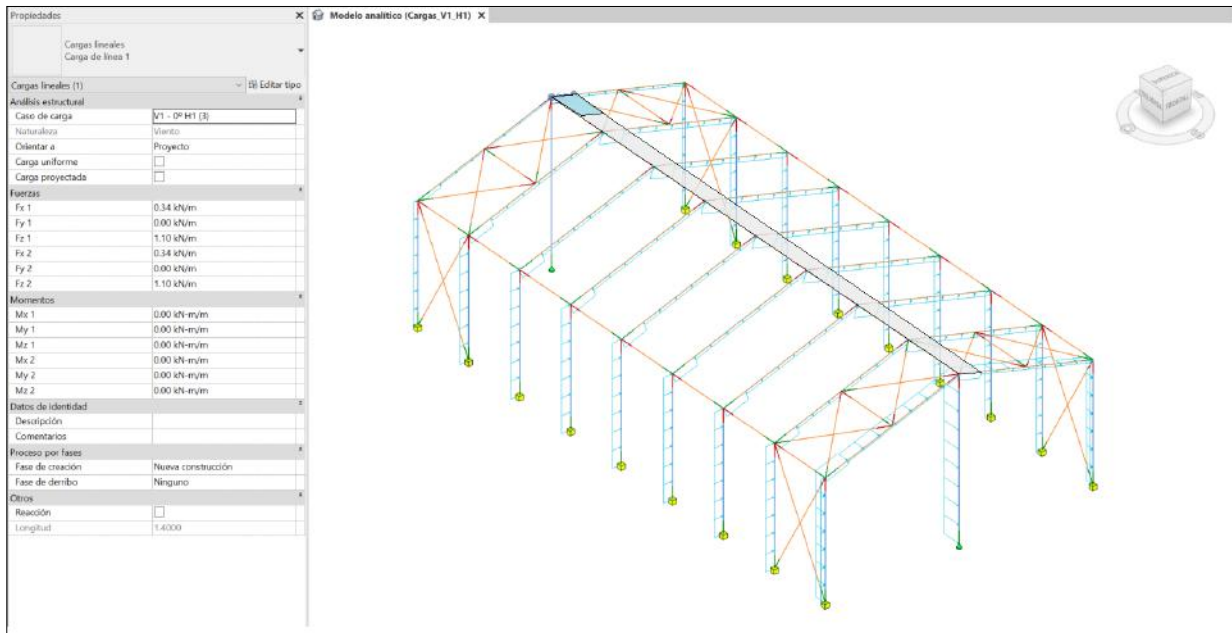 Propiedades
Modelo analítico (Cargas_V1_H1)
Cargas lineales
Carga de línea 1
Cargas lineales (1)
Editar tipo
Análisis estructural
Caso de carga V1 - 0º H1 (3)
Naturaleza Viento
Orientar a Proyecto
Carga uniforme
Carga proyectada
Fuerzas
Fx 1 0.34 kN/m
Fy 1 0.00 kN/m
Fz 1 1.10 kN/m
Fx 2 0.34 kN/m
Fy 2 0.00 kN/m
Fz 2 1.10 kN/m
Momentos
Mx 1 0.00 kN-m/m
My 1 0.00 kN-m/m
Mz 1 0.00 kN-m/m
Mx 2 0.00 kN-m/m
My 2 0.00 kN-m/m
Mz 2 0.00 kN-m/m
Datos de identidad
Descripción
Comentarios
Proceso por fases
Fase de creación Nueva construcción
Fase de derribo Ninguno
Otros
Reacción
Longitud 1.4000